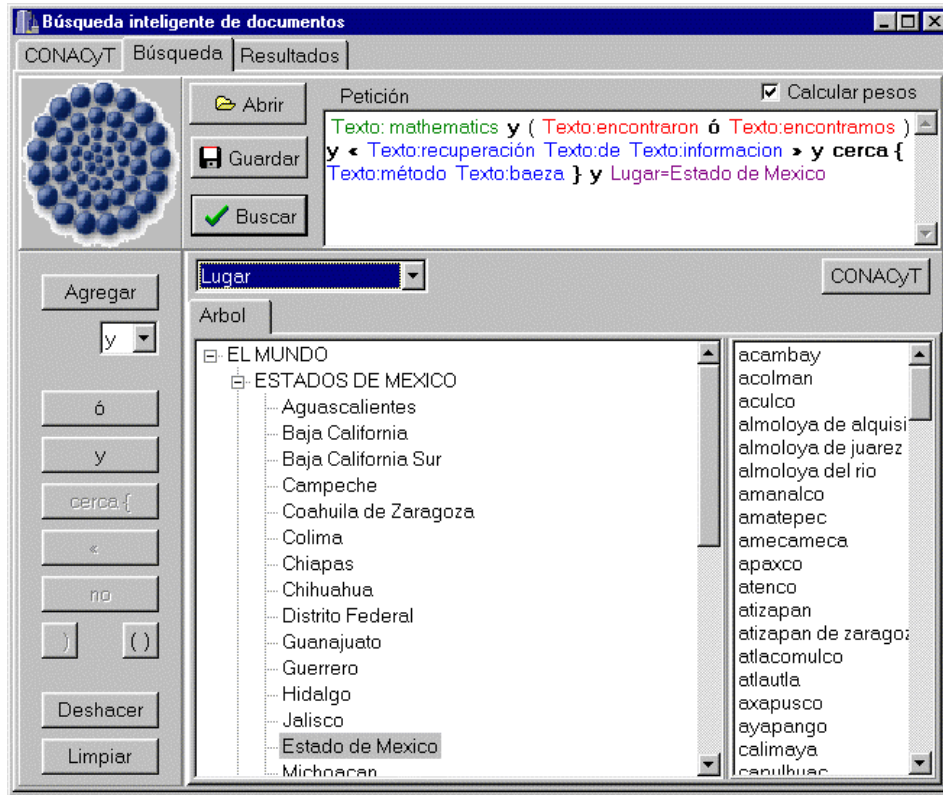 Búsqueda inteligente de documentos
CONACyT Búsqueda Resultados
Abrir
Guardar
Buscar
Petición
Calcular pesos
Texto: mathematics y ( Texto:encontraron ó Texto:encontramos )
y « Texto:recuperación Texto:de Texto:informacion » y cerca {
Texto:método Texto:baeza } y Lugar=Estado de Mexico
Agregar
y
ó
y
cerca {
«
no
)
( )
Deshacer
Limpiar
Lugar
CONACyT
Arbol
EL MUNDO
ESTADOS DE MEXICO
Aguascalientes
Baja California
Baja California Sur
Campeche
Coahuila de Zaragoza
Colima
Chiapas
Chihuahua
Distrito Federal
Guanajuato
Guerrero
Hidalgo
Jalisco
Estado de Mexico
Michoacan
acambay
acolman
aculco
almoloya de alquisi
almoloya de juarez
almoloya del rio
amanalco
amatepec
amecameca
apaxco
atenco
atizapan
atizapan de zaragoz
atlacomulco
atlautla
axapusco
ayapango
calimaya
capulhuac